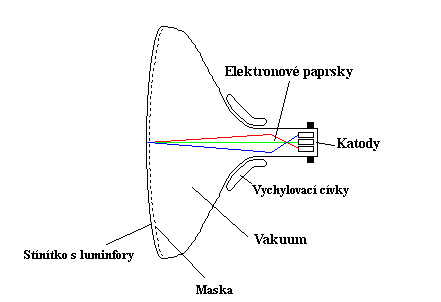 Elektronové paprsky
Katody
Vychylovací cívky
Vakuum
Stínítko s luminfory
Maska